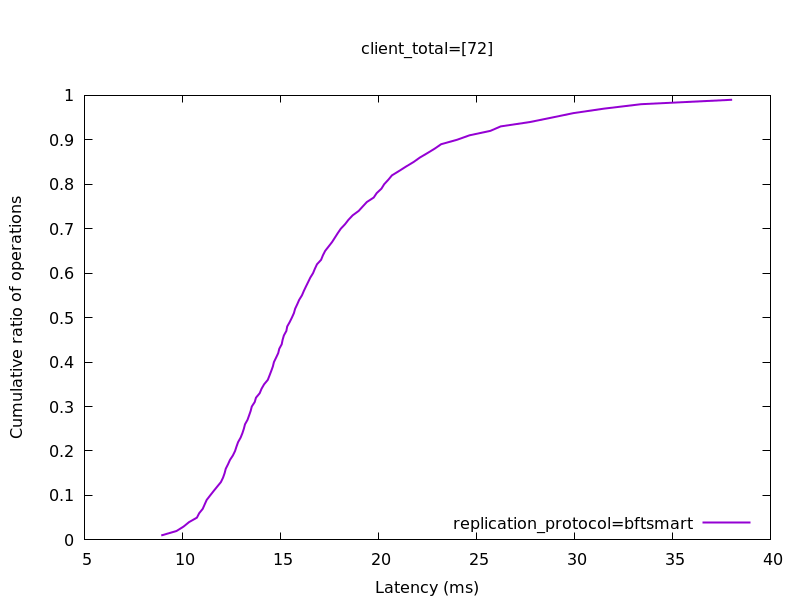 client_total=[72]
1
0.9
0.8
0.7
0.6
0.5
0.4
0.3
0.2
0.1
0
Cumulative ratio of operations
replication_protocol=bftsmart
5 10 15 20 25 30 35 40
Latency (ms)